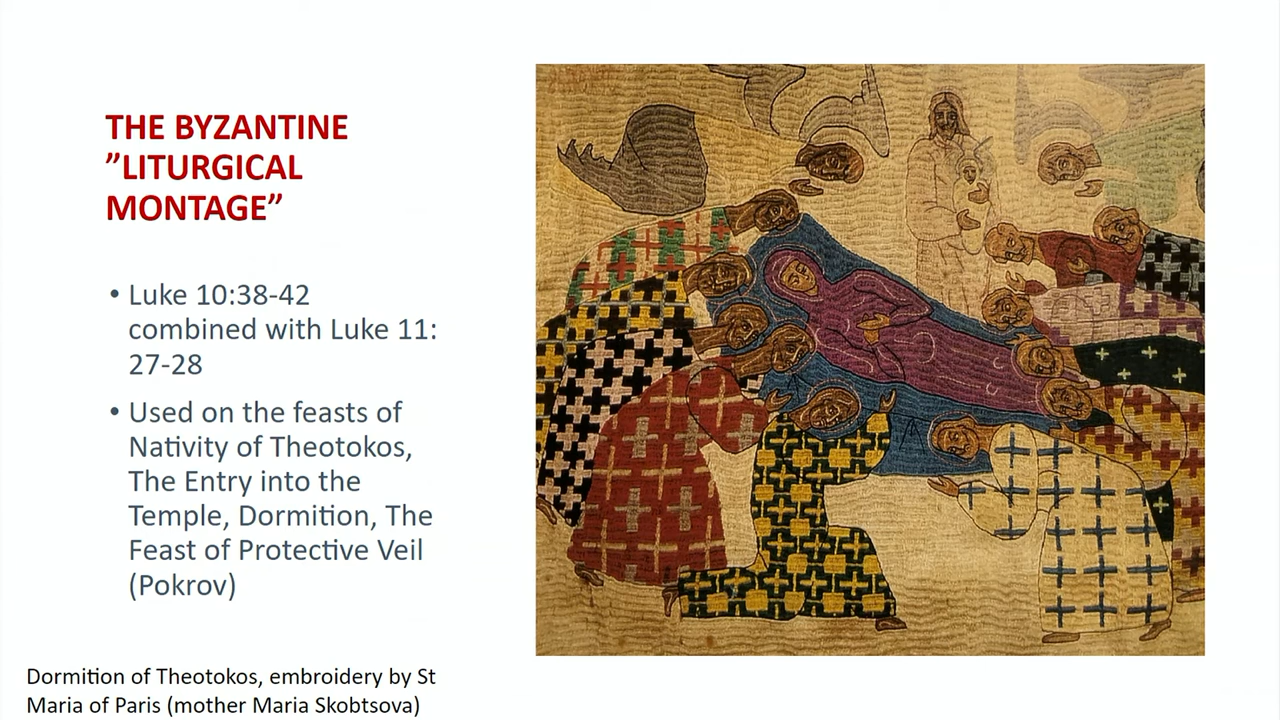 THE BYZANTINE
”LITURGICAL
MONTAGE”
• Luke 10:38-42
combined with Luke 11:
27-28
• Used on the feasts of
Nativity of Theotokos,
The Entry into the
Temple, Dormition, The
Feast of Protective Veil
(Pokrov)
Dormition of Theotokos, embroidery by St
Maria of Paris (mother Maria Skobtsova)